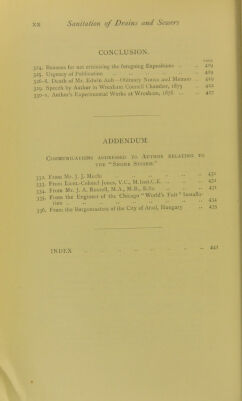 xx Sanitation of Drains and Sewers
CONCLUSION.
324. Reasons for not criticising the foregoing Expositions .. .. 419
325. Urgency of Publication .. .. 419
326-8. Death of Mr. Edwin Ault—Obituary Notice and Memoir .. 419
329. Speech by Author in Wrexham Council Chamber, 1875 .. 422
330-1. Author's Experimental Works at Wrexham, 1876 .. .. 427
ADDENDUM.
COMMUNICATIONS ADDRESSED TO AUTHOR RELATING TO
THE "SHONE SYSTEM."
332. From Mr. J. J. Mechi .. 431
333. From Lieut.-Colonel Jones, V.C., M.Inst.C.E. .. .. 431
334. From Mr. J. A. Russell, M.A., M.B., B.Sc. .. 431
335. From the Engineer of the Chicago "World's Fair" Installa-
tion .. 434
336. From the Burgomasters of the City of Arad, Hungary .. 435
INDEX .. 441